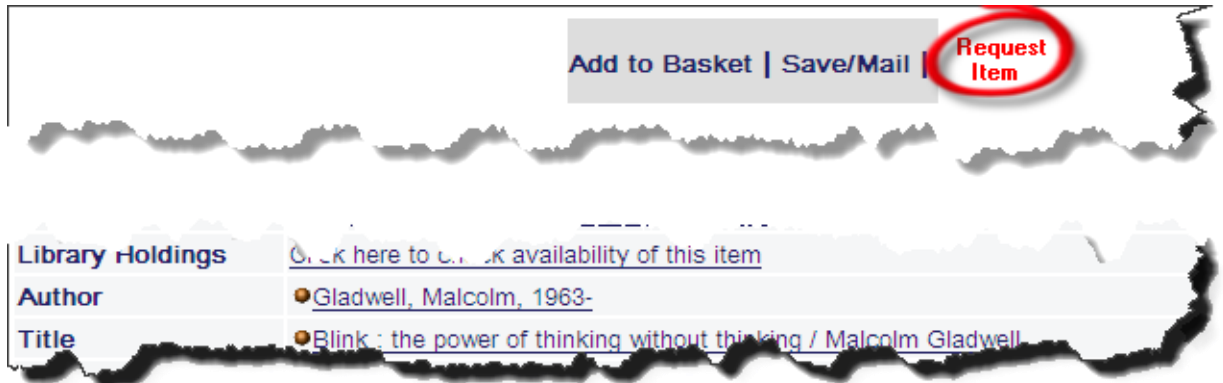 Add to Basket | Save/Mail | Request Item
Library Holdings here to availability of this item
Author Gladwell, Malcolm, 1963-
Title Blink : the power of thinking without thinking / Malcolm Gladwell